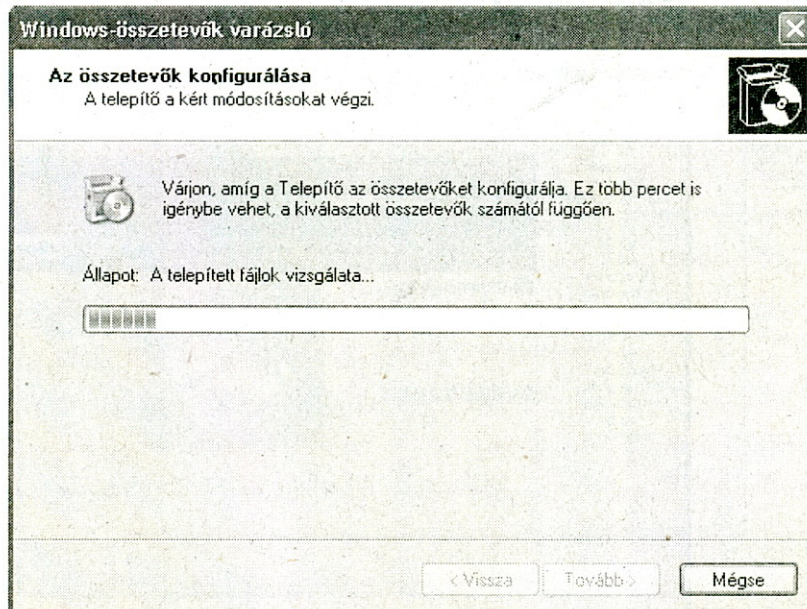 Windows-összetevők varázsló
Az összetevők konfigurálása
A telepítő a kért módosításokat végzi.
Várjon, amíg a Telepítő az összetevőket konfigurálja. Ez több percet is
igénybe vehet, a kiválasztott összetevők számától függően.
Állapot: A telepített fájlok vizsgálata...
< Vissza
Tovább >
Mégse